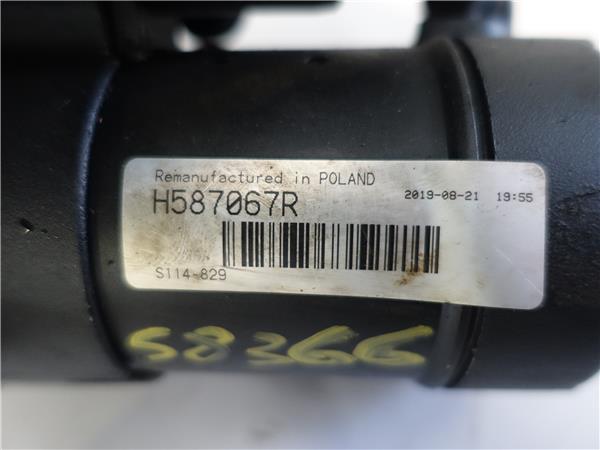 Remanufactured in POLAND
H587067R 2019-08-21 19:55
S114-829
58366